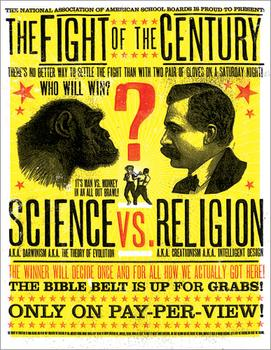 THE NATIONAL ASSOCIATION OF AMERICAN SCHOOL BOARDS IS PROUD TO PRESENT:
THE FIGHT OF THE CENTURY
THERE'S NO BETTER WAY TO SETTLE THE FIGHT THAN WITH TWO PAIR OF GLOVES ON A SATURDAY NIGHT!
WHO WILL WIN?
?
IT'S MAN VS. MONKEY
IN AN ALL OUT BRAWL!
SCIENCE VS. RELIGION
A.K.A. DARWINISM A.K.A. THE THEORY OF EVOLUTION
A.K.A. CREATIONISM A.K.A. INTELLIGENT DESIGN
THE WINNER WILL DECIDE ONCE AND FOR ALL HOW WE ACTUALLY GOT HERE!
THE BIBLE BELT IS UP FOR GRABS!
ONLY ON PAY-PER-VIEW!